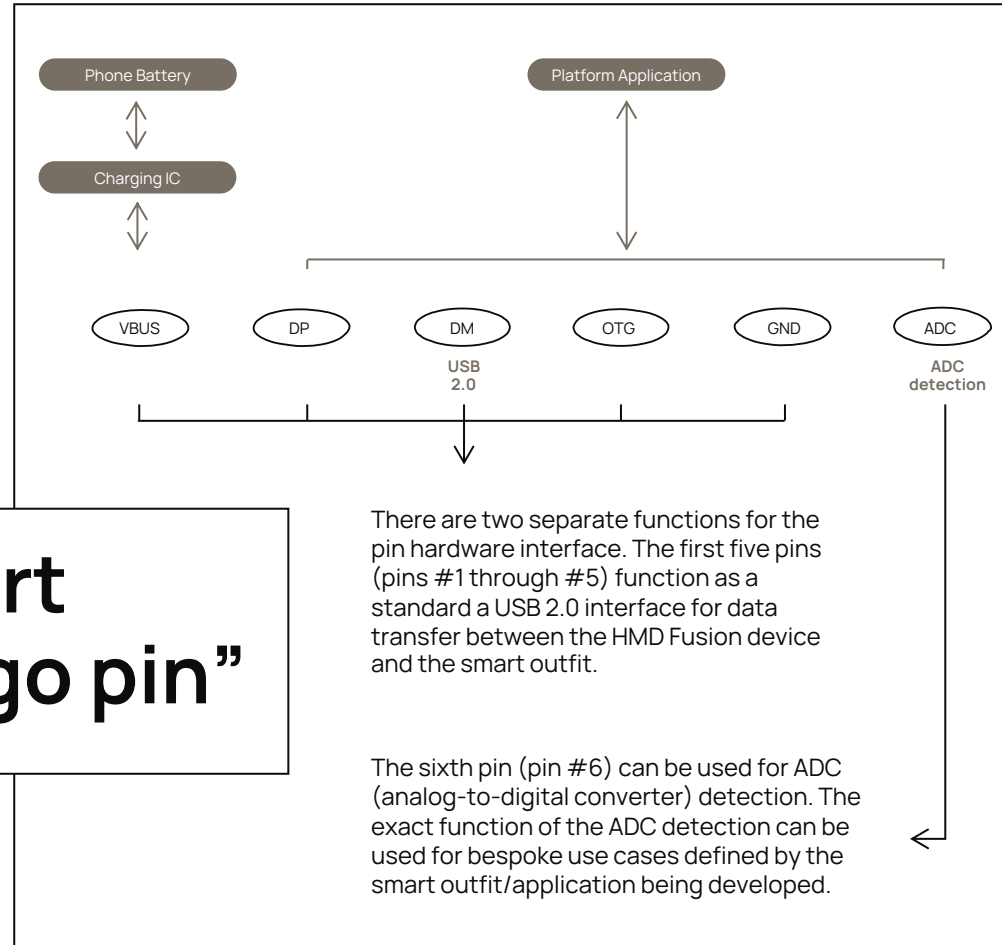 Phone Battery
Platform Application
Charging IC
VBUS
DP
DM
OTG
GND
ADC
USB
2.0
ADC
detection
There are two separate functions for the
pin hardware interface. The first five pins
(pins #1 through #5) function as a
standard a USB 2.0 interface for data
transfer between the HMD Fusion device
and the smart outfit.
rt
go pin”
The sixth pin (pin #6) can be used for ADC
(analog-to-digital converter) detection. The
exact function of the ADC detection can be
used for bespoke use cases defined by the
smart outfit/application being developed.